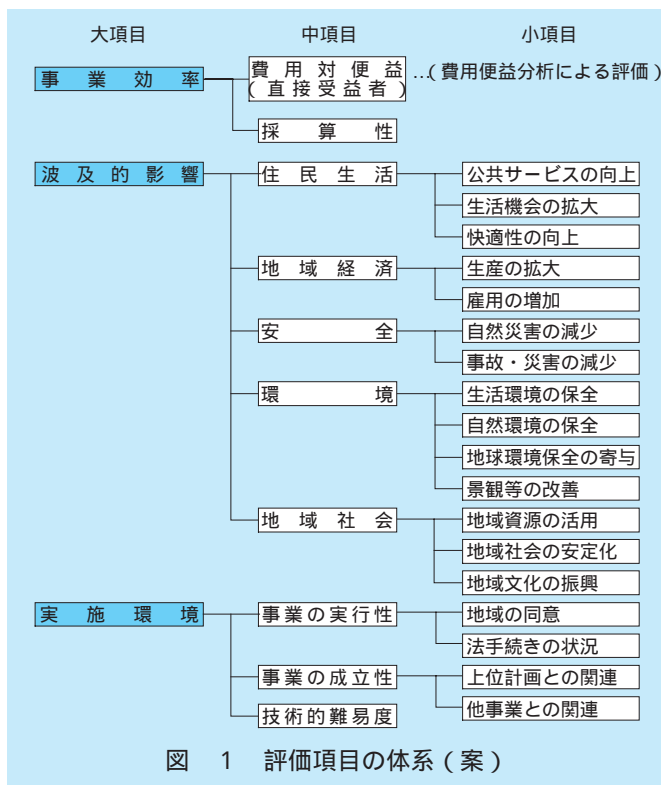 大項目 中項目 小項目
事業効率 費用対便益 …(費用便益分析による評価)
(直接受益者)
採算性
波及的影響 住民生活 公共サービスの向上
生活機会の拡大
快適性の向上
地域経済 生産の拡大
雇用の増加
安全 自然災害の減少
事故・災害の減少
環境 生活環境の保全
自然環境の保全
地球環境保全の寄与
景観等の改善
地域社会 地域資源の活用
地域社会の安定化
地域文化の振興
実施環境 事業の実行性 地域の同意
法手続きの状況
事業の成立性 上位計画との関連
技術的難易度 他事業との関連
図 1 評価項目の体系(案)